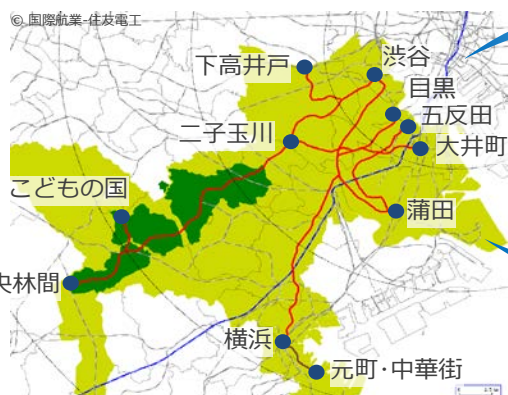 © 国際航業・住友電工
下高井戸
渋谷
目黒
五反田
二子玉川
大井町
こどもの国
蒲田
央林間
横浜
元町・中華街